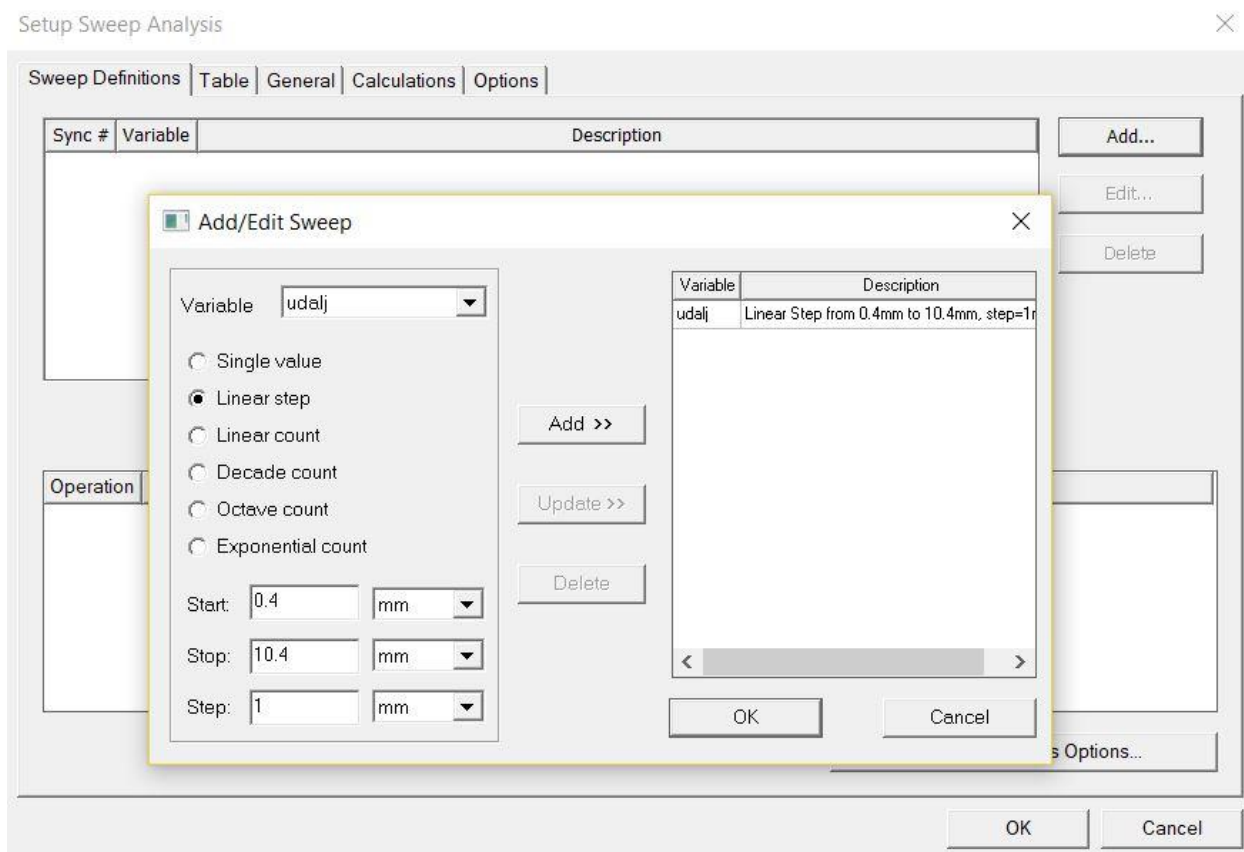 Setup Sweep Analysis
Sweep Definitions Table General Calculations Options
Sync # Variable Description
Add...
Edit...
Delete
Add/Edit Sweep
Variable udalj
Single value
Linear step
Linear count
Decade count
Octave count
Exponential count
Start: 0.4 mm
Stop: 10.4 mm
Step: 1 mm
Add >>
Update >>
Delete
Variable Description
udalj Linear Step from 0.4mm to 10.4mm, step=1
OK Cancel
Operation
s Options...
OK Cancel